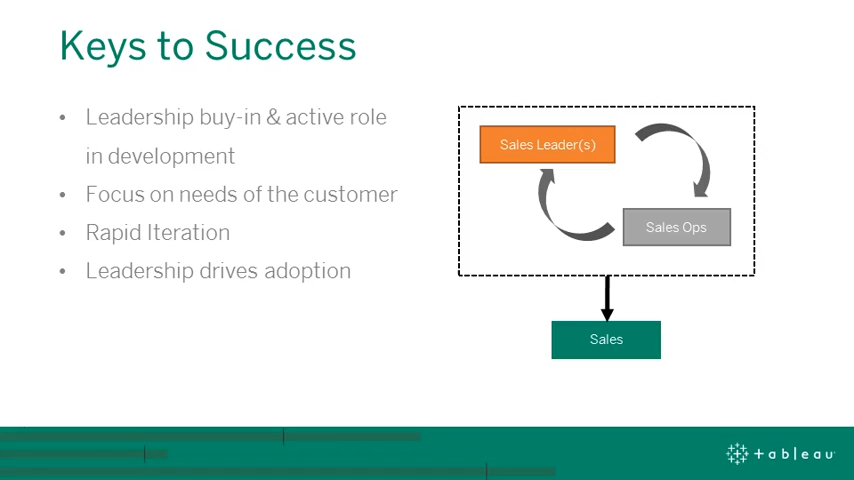 Keys to Success
• Leadership buy-in & active role
in development
• Focus on needs of the customer
• Rapid Iteration
• Leadership drives adoption
Sales Leader(s)
Sales Ops
Sales
+ableau